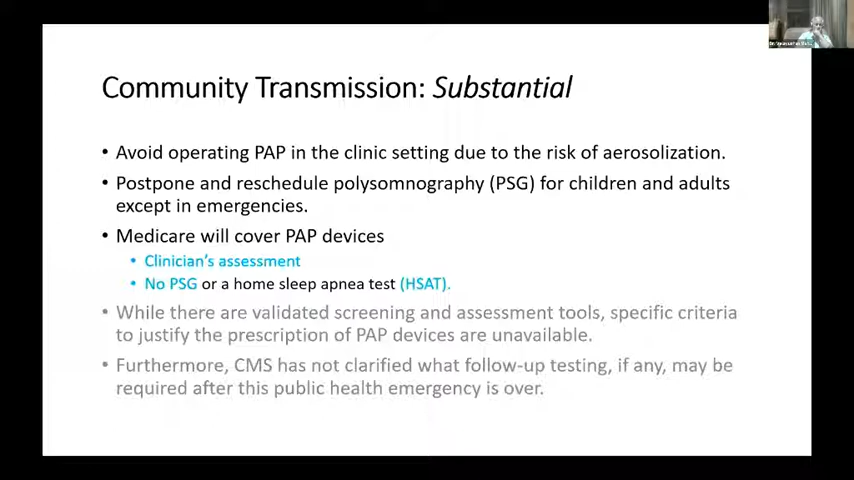 Community Transmission: Substantial
• Avoid operating PAP in the clinic setting due to the risk of aerosolization.
• Postpone and reschedule polysomnography (PSG) for children and adults
except in emergencies.
• Medicare will cover PAP devices
• Clinician's assessment
• No PSG or a home sleep apnea test (HSAT).
• While there are validated screening and assessment tools, specific criteria
to justify the prescription of PAP devices are unavailable.
• Furthermore, CMS has not clarified what follow-up testing, if any, may be
required after this public health emergency is over.